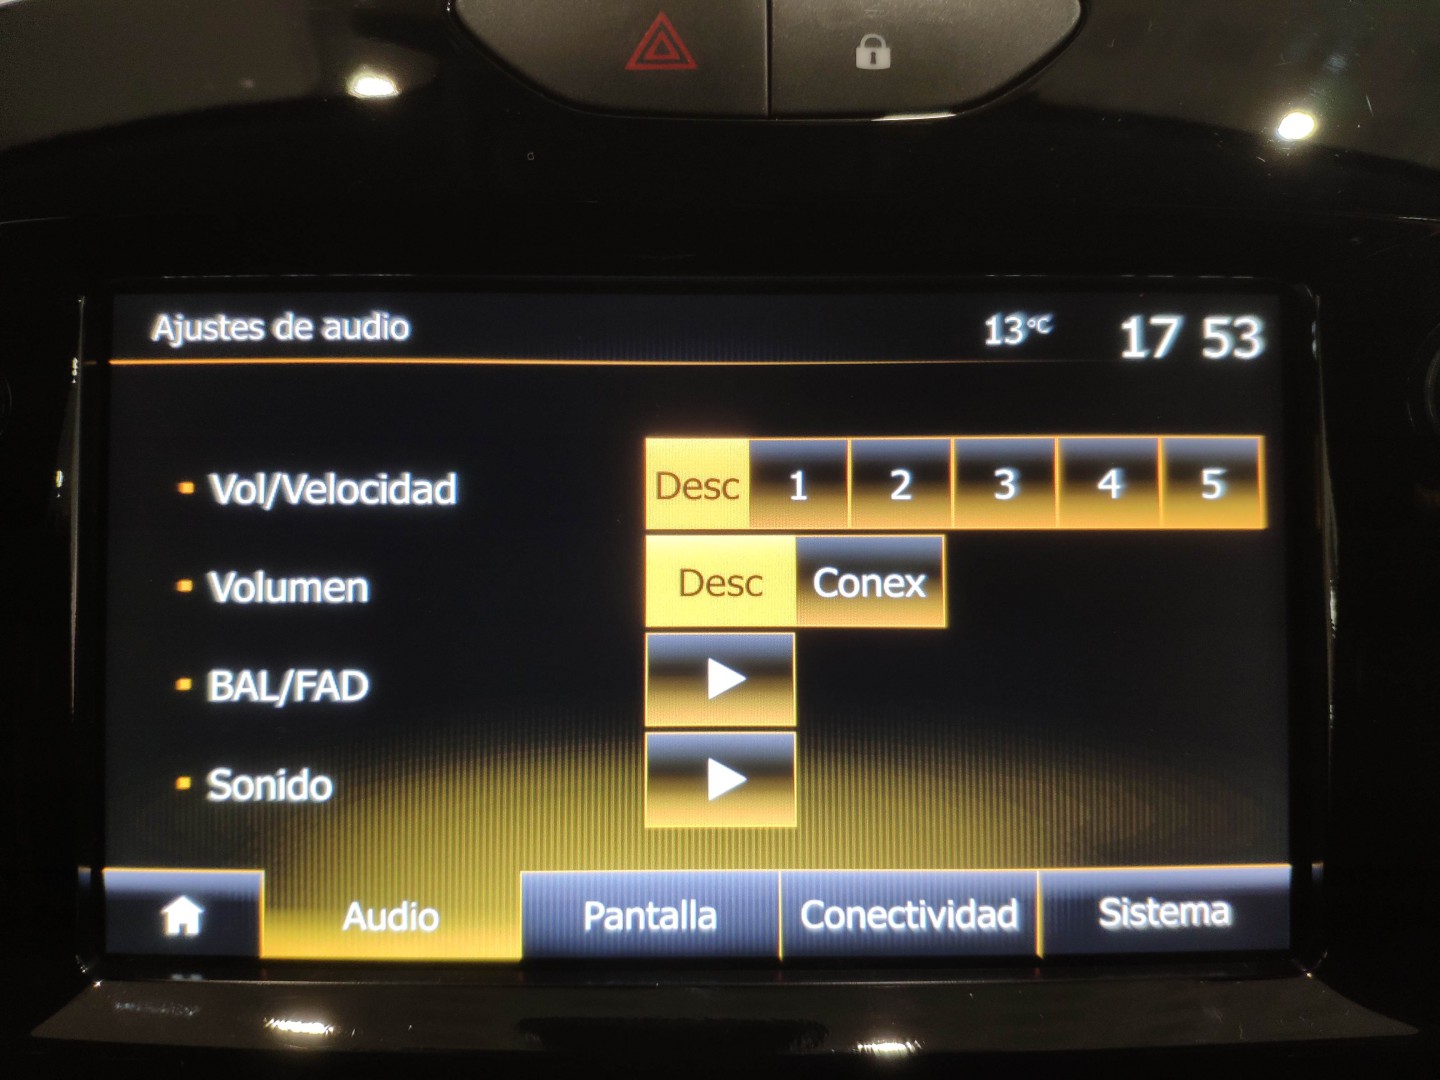 Ajustes de audio 13°C 17 53
Vol/Velocidad Desc 1 2 3 4 5
Volumen Desc Conex
BAL/FAD
Sonido
Audio Pantalla Conectividad Sistema